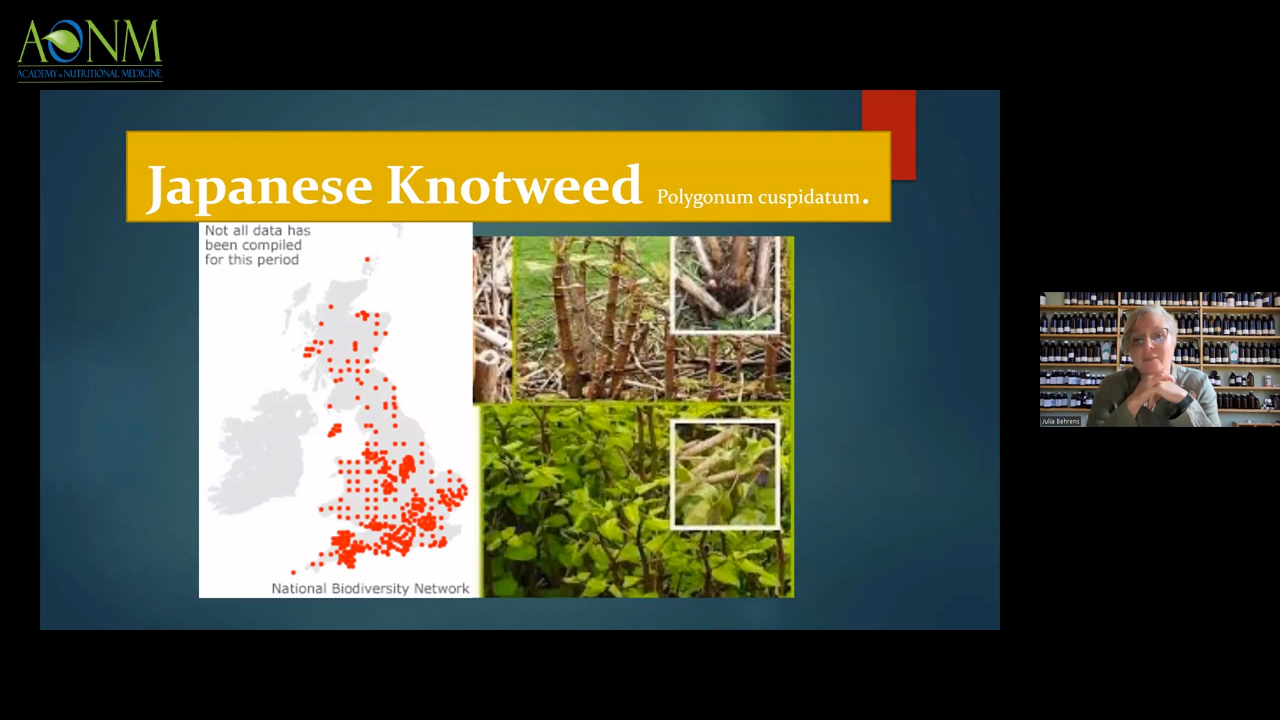 AONM
ACADEMY of NUTRITIONAL MEDICINE
Japanese Knotweed Polygonum cuspidatum.
Not all data has
been compiled
for this period
National Biodiversity Network
Julia Behrens